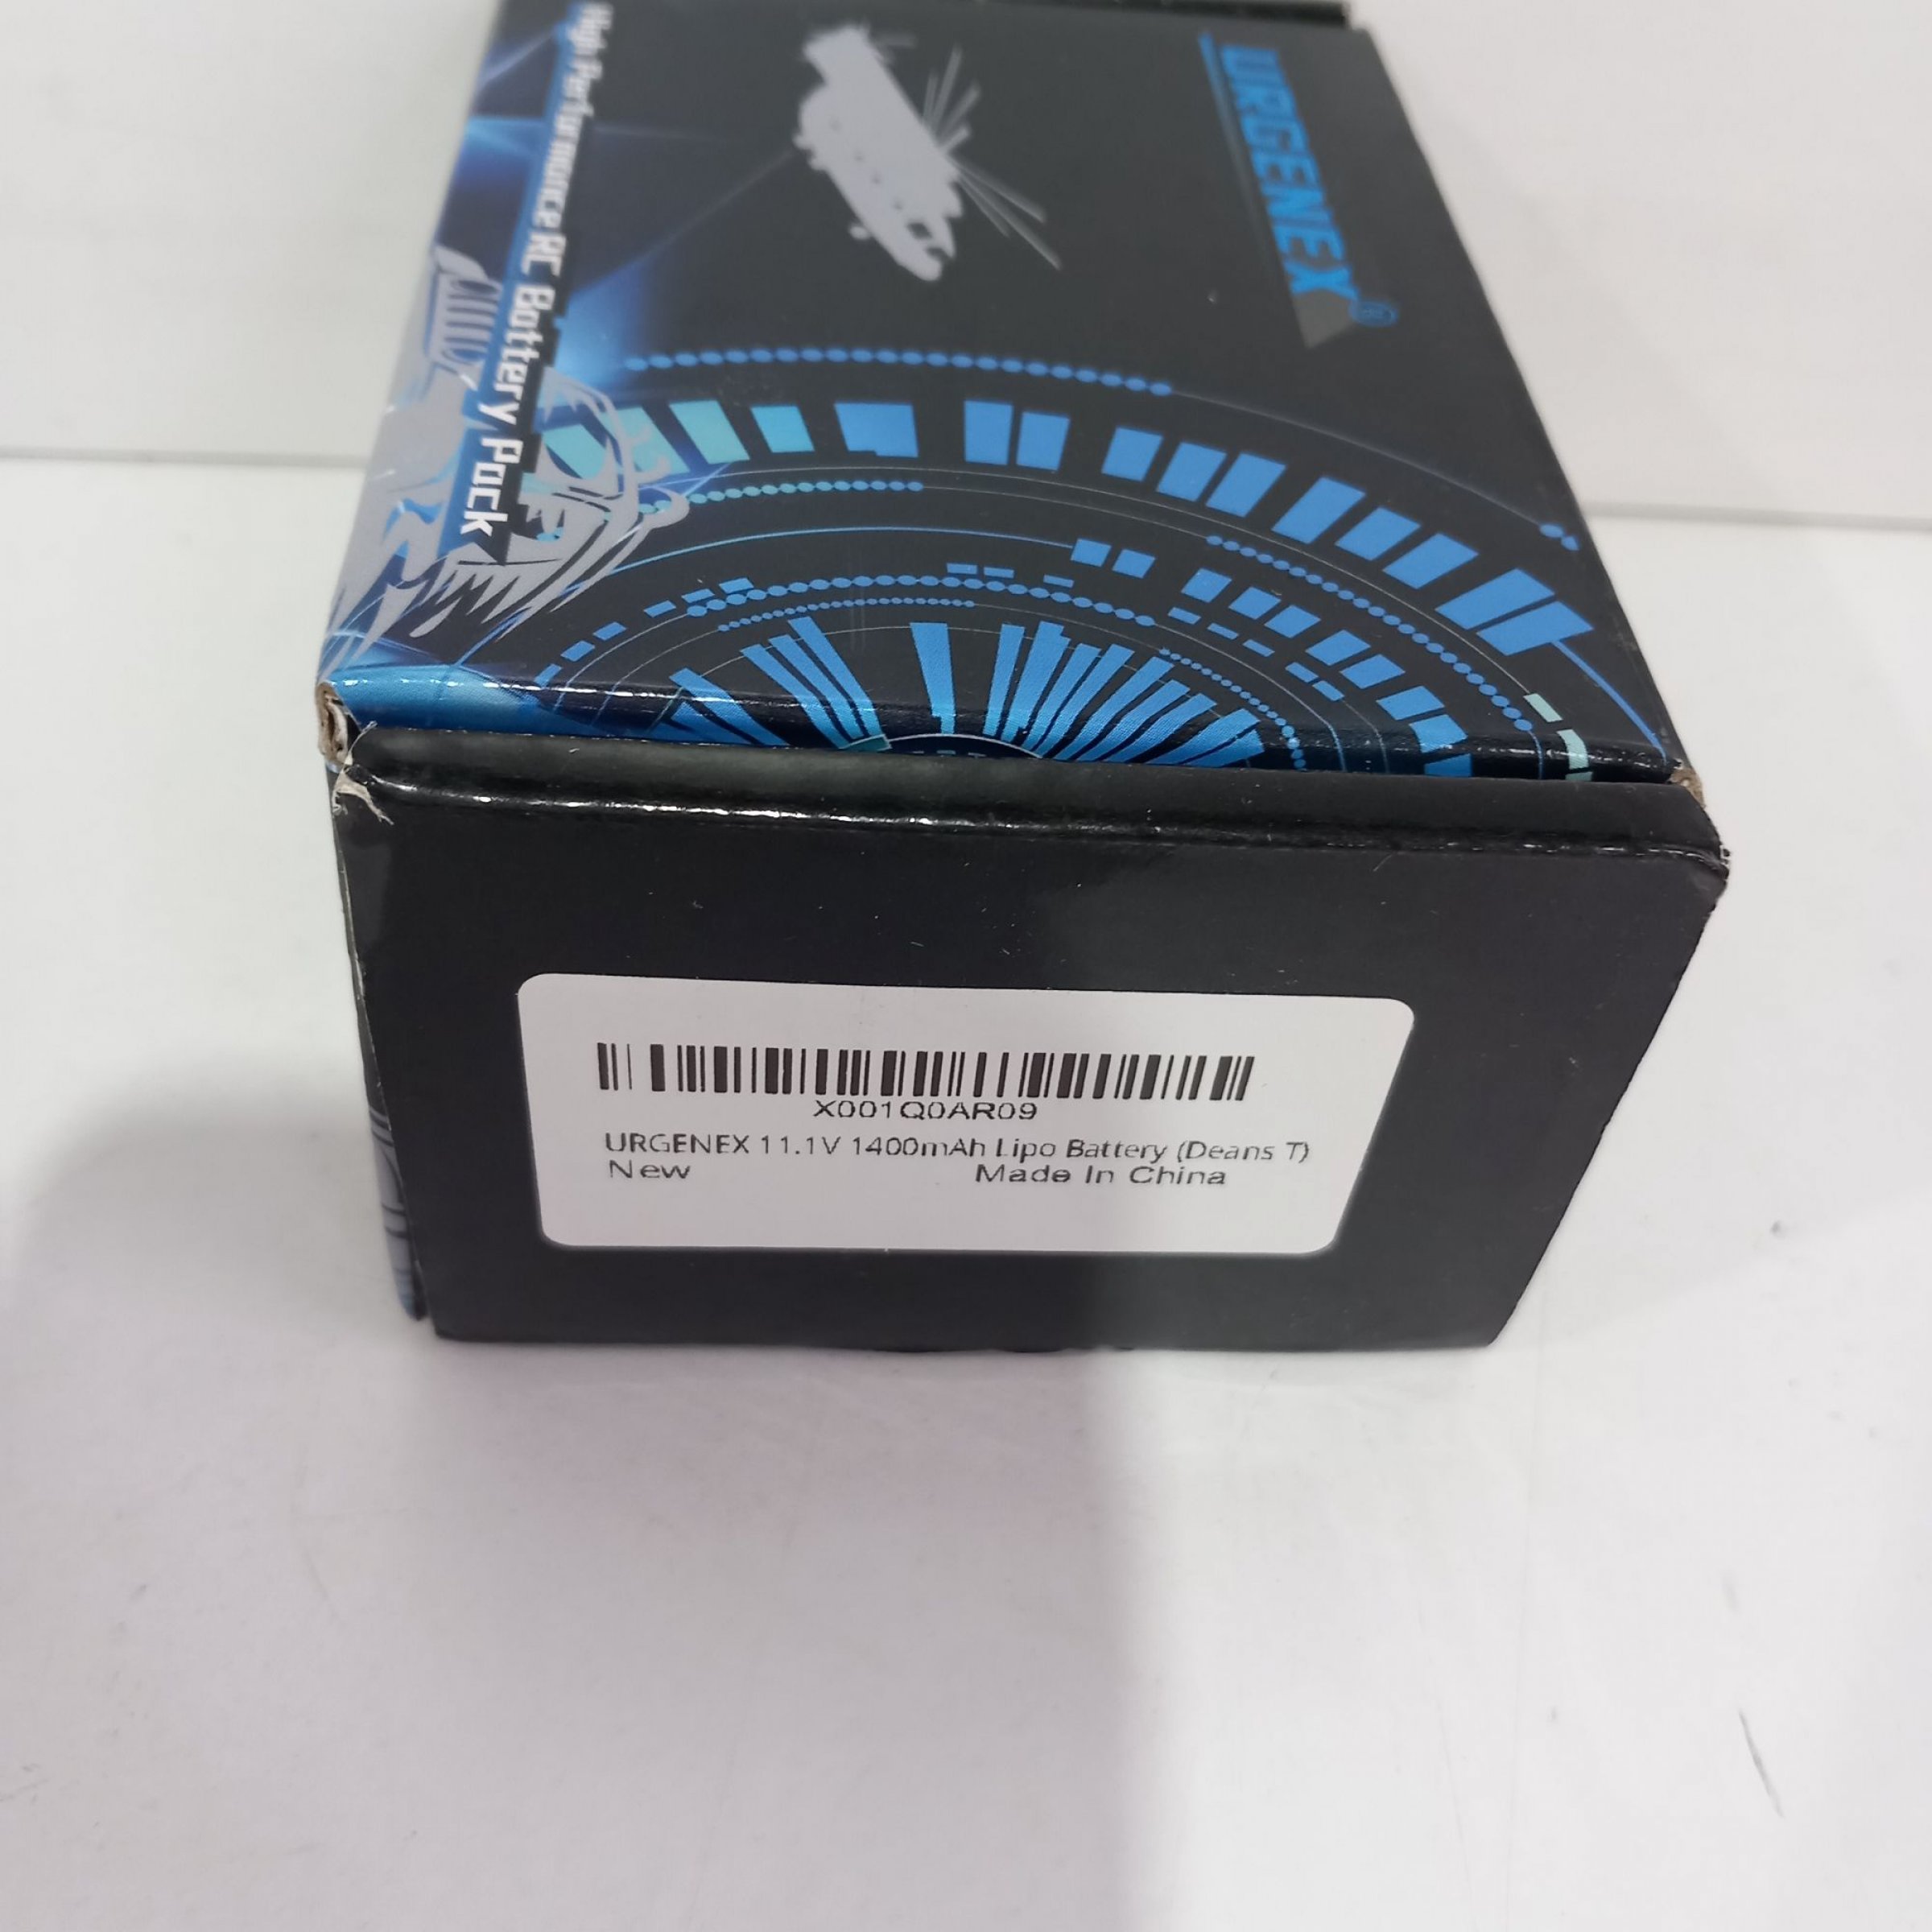 URGENEX®
High Performance RC Battery Pack
X001Q0AR09
URGENEX 11.1V 1400mAh Lipo Battery (Deans T)
New Made In China